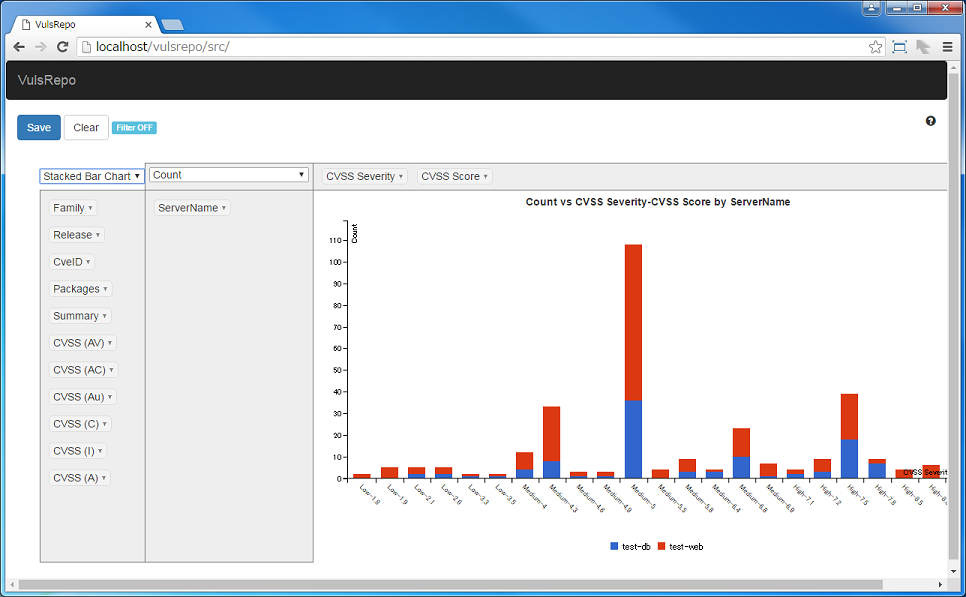 VulsRepo
localhost/vulsrepo/src/
VulsRepo
Save Clear Filter OFF
Stacked Bar Chart Count CVSS Severity CVSS Score
Family ServerName
Release
CveID
Packages
Summary
CVSS (AV)
CVSS (AC)
CVSS (Au)
CVSS (C)
CVSS (I)
CVSS (A)
Count vs CVSS Severity-CVSS Score by ServerName
Count
110
100
90
80
70
60
50
40
30
20
10
0
CVSS Severit
Low-1.8 Low-1.9 Low-2.1 Low-2.6 Low-3.3 Low-3.5 Medium-4 Medium-4.3 Medium-4.6 Medium-4.9 Medium-5 Medium-5.5 Medium-5.8 Medium-6.4 Medium-6.8 Medium-6.9 High-7.1 High-7.2 High-7.5 High-7.8 High-8.5
test-db test-web